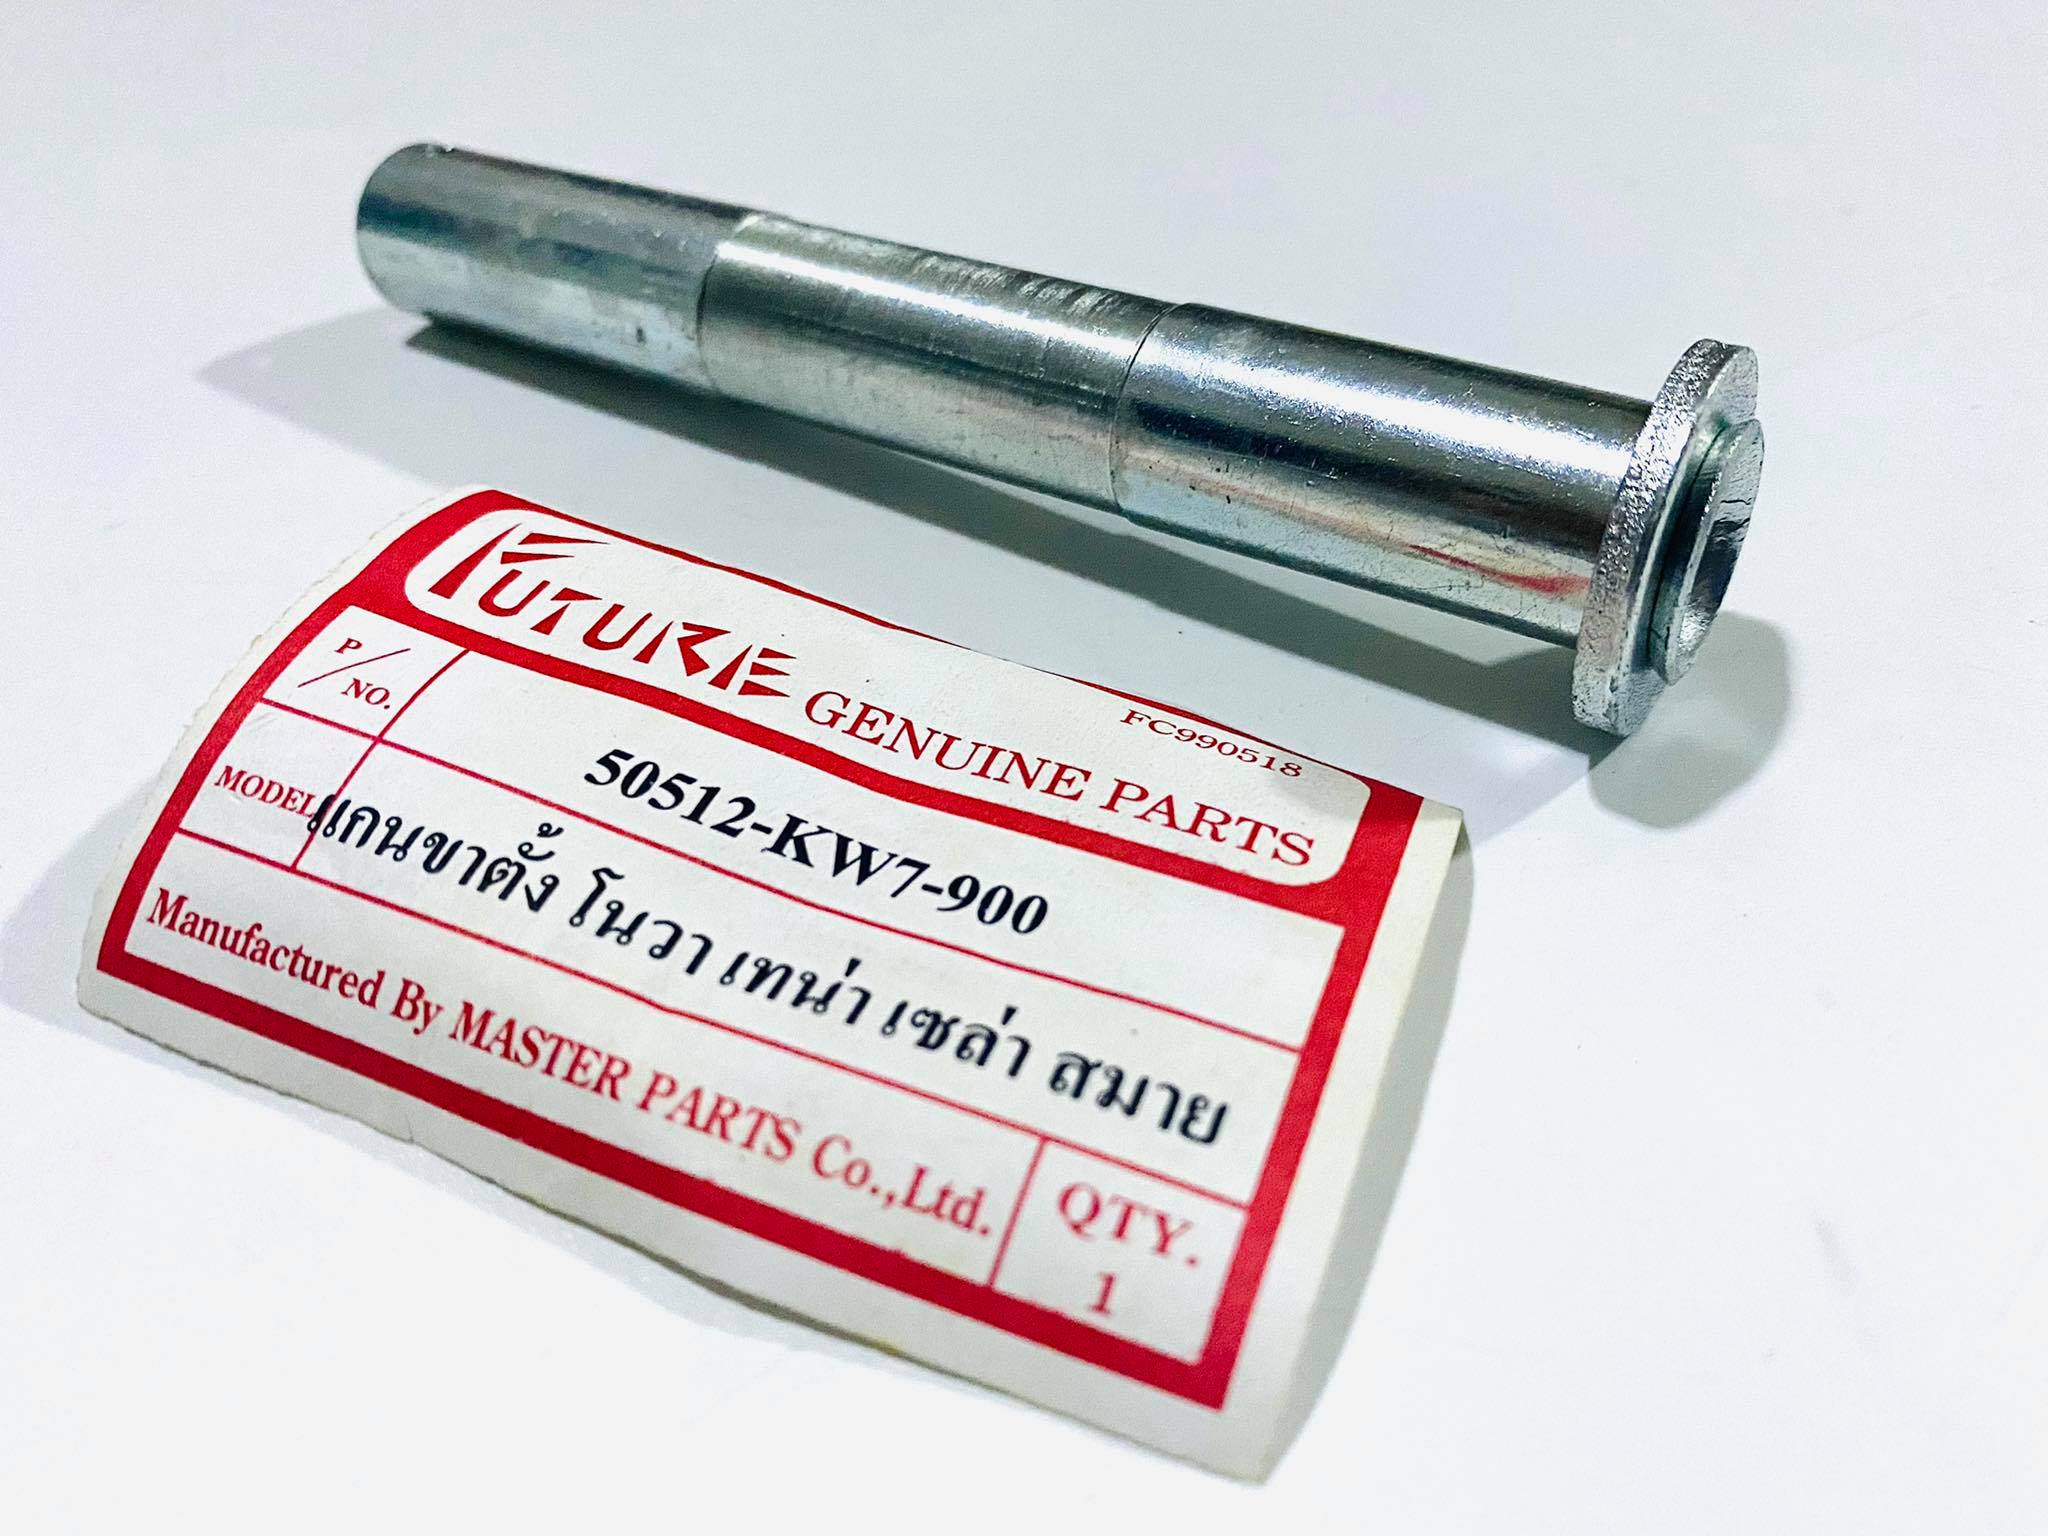 FUTURE GENUINE PARTS
FC990518
P/NO. 50512-KW7-900
MODEL แกนขาตั้ง โนวา เทน่า เซล่า สมาย
Manufactured By MASTER PARTS Co.,Ltd.
QTY.
1